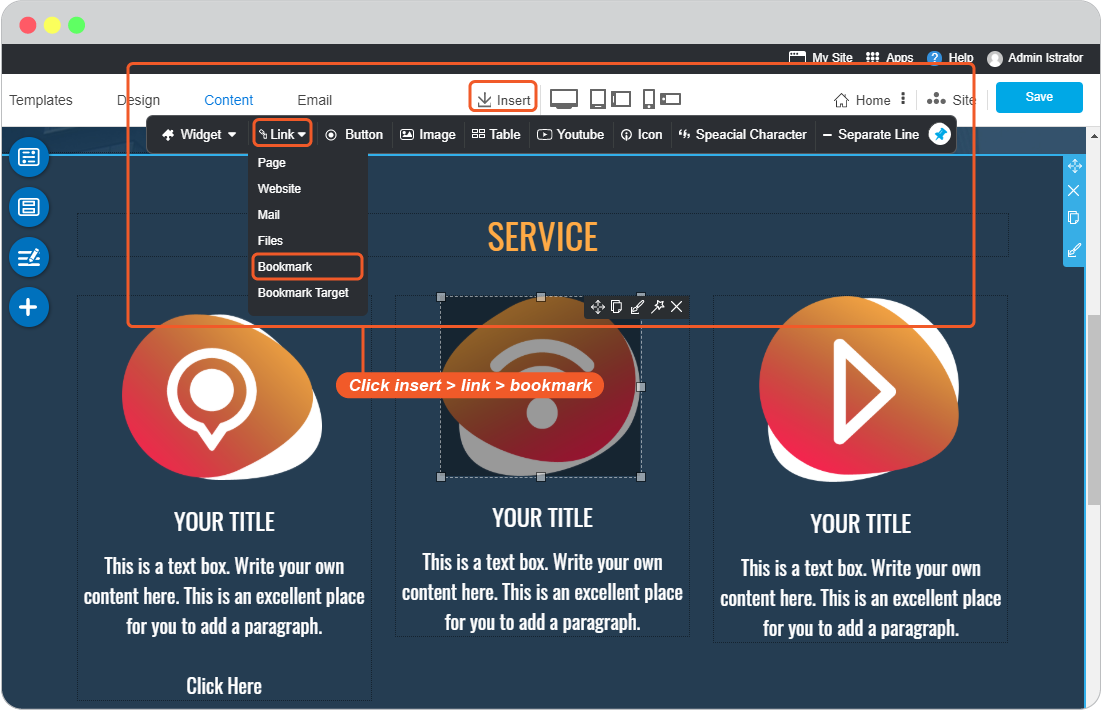 My Site Apps ? Help Admin Istrator
Templates Design Content Email Insert Home Site Save
Widget Link Button Image Table Youtube Icon Speacial Character Separate Line
Page
Website
Mail
Files
Bookmark
Bookmark Target
SERVICE
Click insert > link > bookmark
YOUR TITLE
This is a text box. Write your own
content here. This is an excellent place
for you to add a paragraph.
Click Here
YOUR TITLE
This is a text box. Write your own
content here. This is an excellent place
for you to add a paragraph.
YOUR TITLE
This is a text box. Write your own
content here. This is an excellent place
for you to add a paragraph.